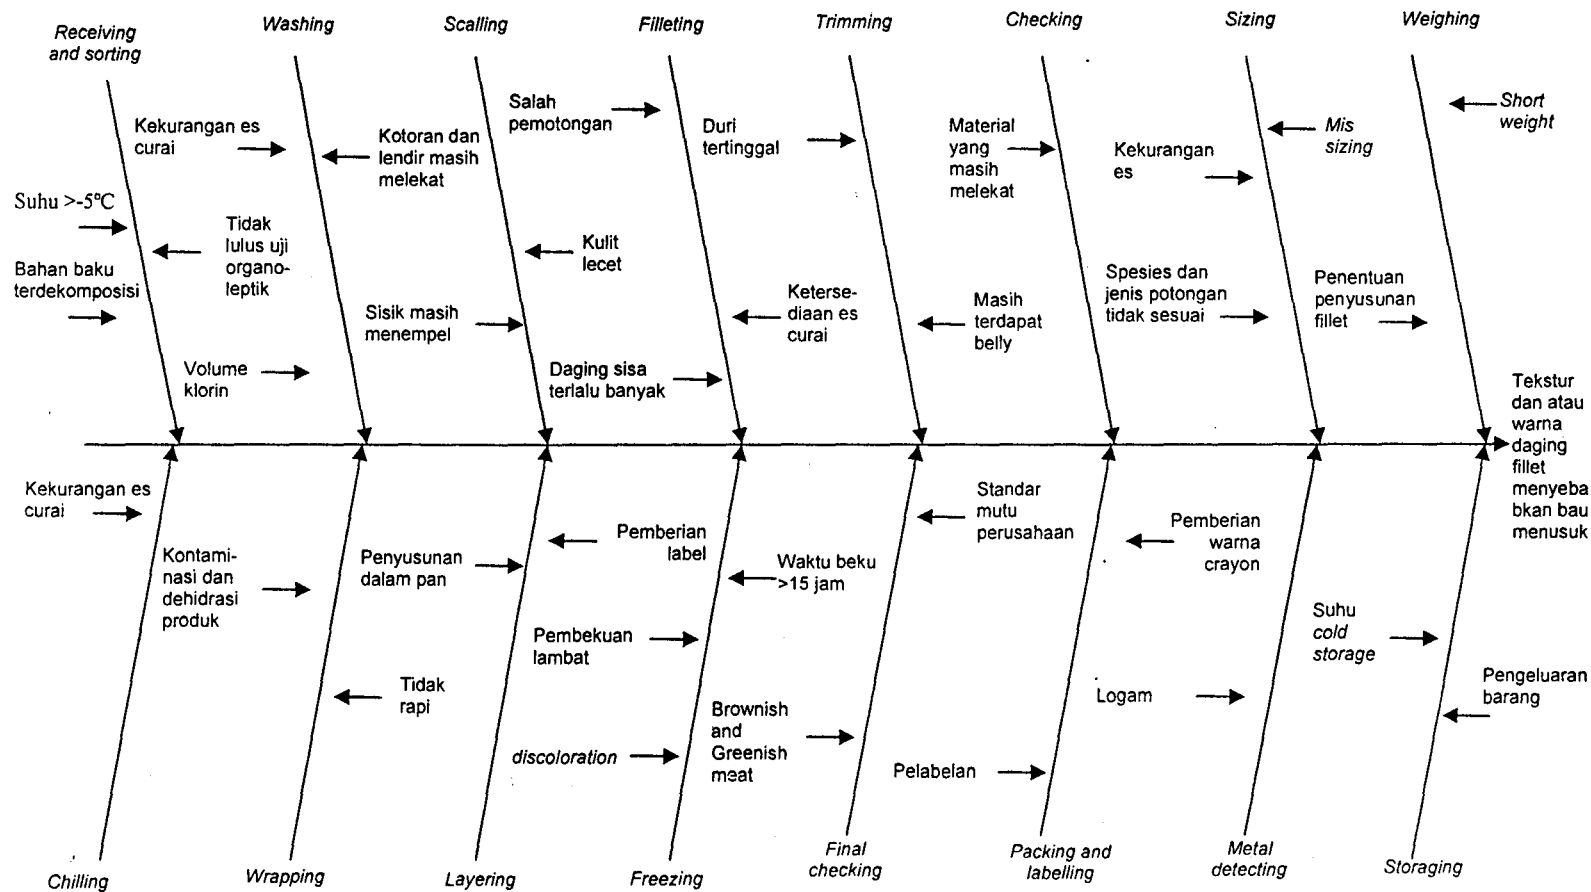 Receiving
and sorting
Washing
Scalling
Filleting
Trimming
Checking
Sizing
Weighing
Kekurangan es
curai
Suhu >-5°C
Tidak
lulus uji
organo-
leptik
Bahan baku
terdekomposisi
Kotoran dan
lendir masih
melekat
Volume
klorin
Sisik masih
menempel
Kulit
lecet
Salah
pemotongan
Daging sisa
terlalu banyak
Keterse-
diaan es
curai
Duri
tertinggal
Masih
terdapat
belly
Material
yang
masih
melekat
Kekurangan
es
Mis
sizing
Spesies dan
jenis potongan
tidak sesuai
Penentuan
penyusunan
fillet
Short
weight
Tekstur
dan atau
warna
daging
fillet
menyeba
bkan bau
menusuk
Kekurangan es
curai
Kontami-
nasi dan
dehidrasi
produk
Tidak
rapi
Penyusunan
dalam pan
Pemberian
label
Pembekuan
lambat
Waktu beku
>15 jam
discoloration
Brownish
and
Greenish
meat
Standar
mutu
perusahaan
Pelabelan
Pemberian
warna
crayon
Logam
Suhu
cold
storage
Pengeluaran
barang
Chilling
Wrapping
Layering
Freezing
Final
checking
Packing and
labelling
Metal
detecting
Storaging